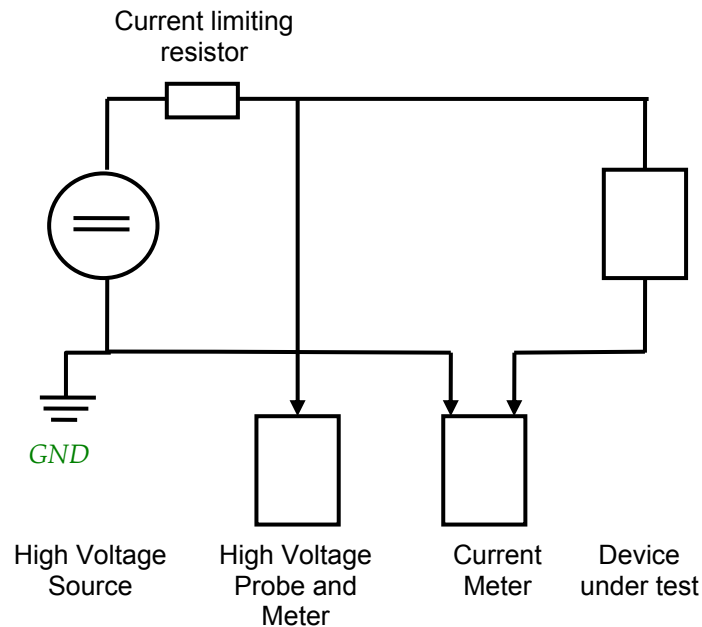 Current limiting
resistor
GND
High Voltage
Source
High Voltage
Probe and
Meter
Current
Meter
Device
under test